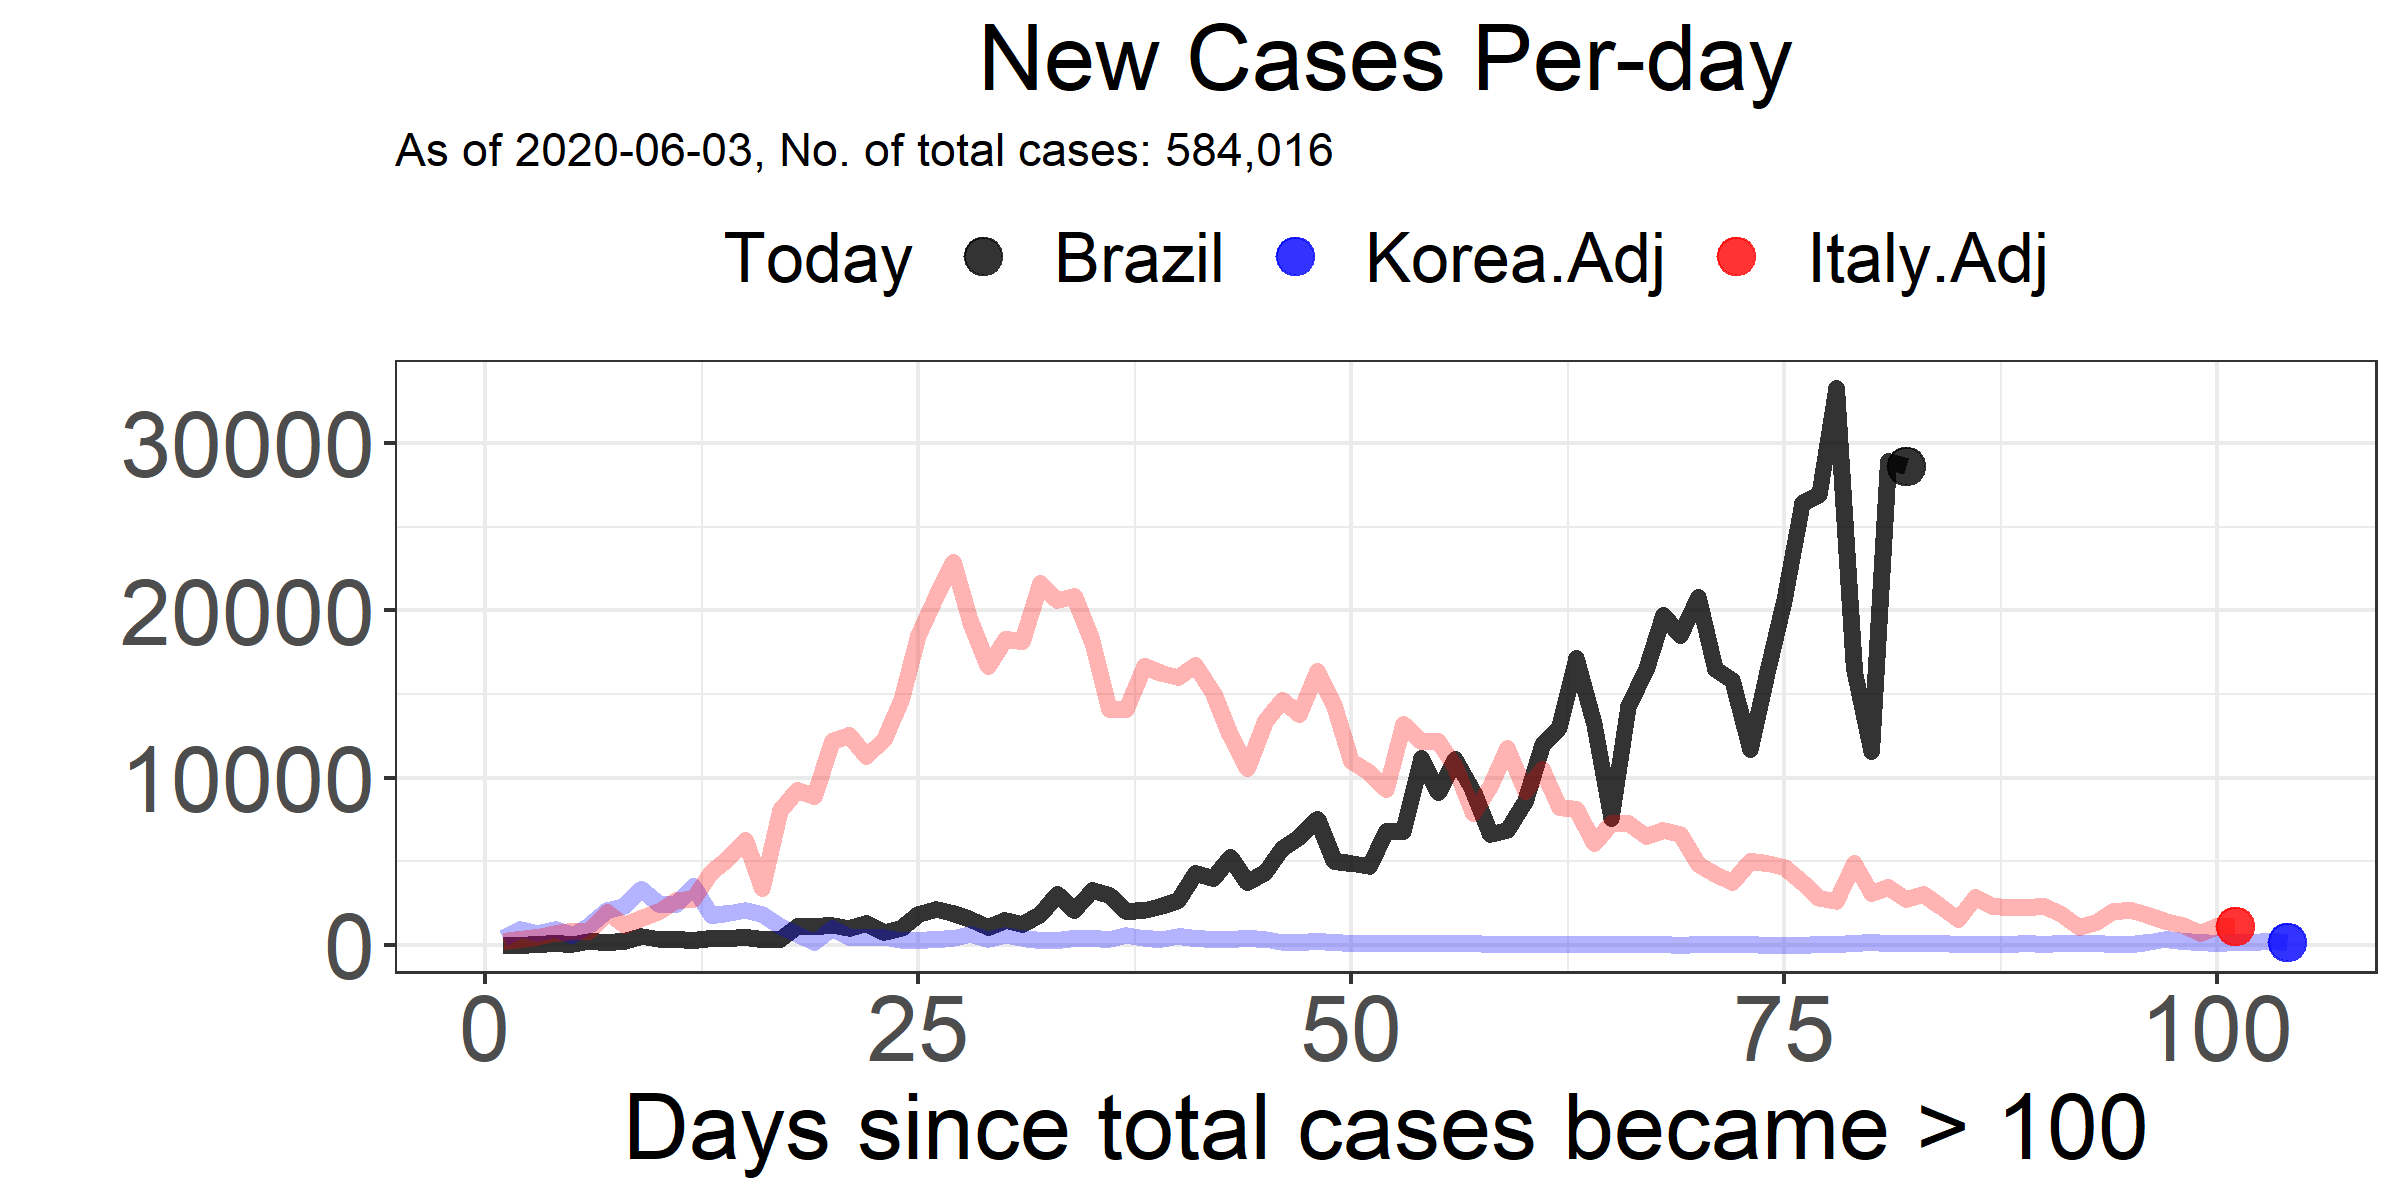 New Cases Per-day
As of 2020-06-03, No. of total cases: 584,016
Today Brazil Korea.Adj Italy.Adj
30000
20000
10000
0
0 25 50 75 100
Days since total cases became > 100